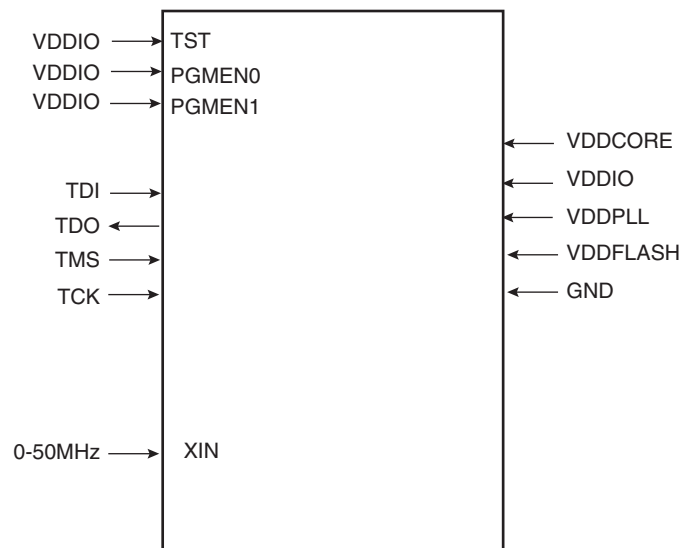 VDDIO TST
VDDIO PGMEN0
VDDIO PGMEN1
VDDCORE
VDDIO
TDI
VDDPLL
TDO
VDDFLASH
TMS
GND
TCK
0-50MHz XIN